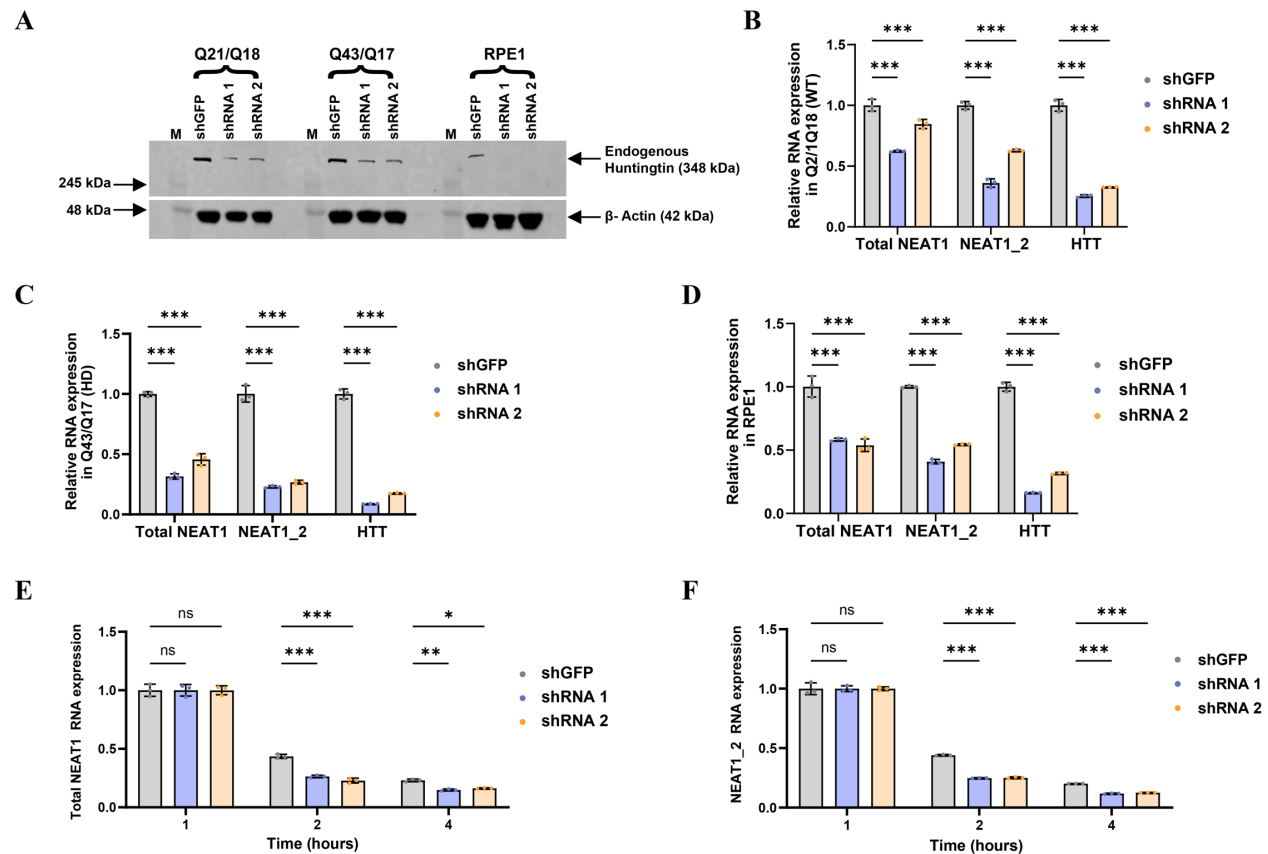 A
Q21/Q18
Q43/Q17
RPE1
M
shGFP
shRNA 1
shRNA 2
M
shGFP
shRNA 1
shRNA 2
M
shGFP
shRNA 1
shRNA 2
Endogenous
Huntingtin (348 kDa)
245 kDa
48 kDa
β- Actin (42 kDa)
B
Relative RNA expression
in Q2/1Q18 (WT)
1.5
1.0
0.5
0.0
*** *** ***
*** *** ***
Total NEAT1 NEAT1_2 HTT
shGFP
shRNA 1
shRNA 2
C
Relative RNA expression
in Q43/Q17 (HD)
1.5
1.0
0.5
0.0
*** *** ***
*** *** ***
Total NEAT1 NEAT1_2 HTT
shGFP
shRNA 1
shRNA 2
D
Relative RNA expression
in RPE1
1.5
1.0
0.5
0.0
*** *** ***
*** *** ***
Total NEAT1 NEAT1_2 HTT
shGFP
shRNA 1
shRNA 2
E
Total NEAT1 RNA expression
1.5
1.0
0.5
0.0
ns *** *
ns *** **
1 2 4
Time (hours)
shGFP
shRNA 1
shRNA 2
F
NEAT1_2 RNA expression
1.5
1.0
0.5
0.0
ns *** ***
ns *** ***
1 2 4
Time (hours)
shGFP
shRNA 1
shRNA 2